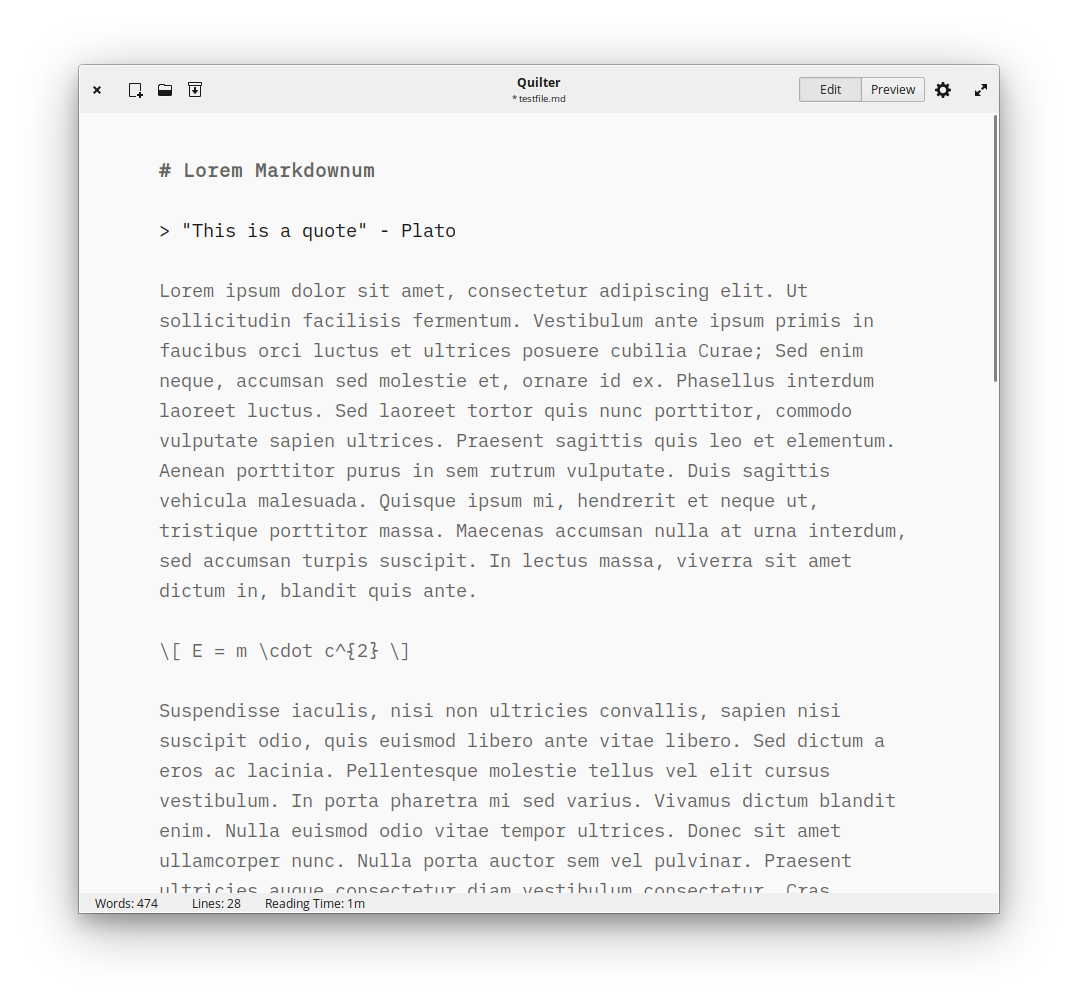 Quilter
* testfile.md
Edit Preview
# Lorem Markdownum
> "This is a quote" - Plato
Lorem ipsum dolor sit amet, consectetur adipiscing elit. Ut
sollicitudin facilisis fermentum. Vestibulum ante ipsum primis in
faucibus orci luctus et ultrices posuere cubilia Curae; Sed enim
neque, accumsan sed molestie et, ornare id ex. Phasellus interdum
laoreet luctus. Sed laoreet tortor quis nunc porttitor, commodo
vulputate sapien ultrices. Praesent sagittis quis leo et elementum.
Aenean porttitor purus in sem rutrum vulputate. Duis sagittis
vehicula malesuada. Quisque ipsum mi, hendrerit et neque ut,
tristique porttitor massa. Maecenas accumsan nulla at urna interdum,
sed accumsan turpis suscipit. In lectus massa, viverra sit amet
dictum in, blandit quis ante.
\[ E = m \cdot c^{2} \]
Suspendisse iaculis, nisi non ultricies convallis, sapien nisi
suscipit odio, quis euismod libero ante vitae libero. Sed dictum a
eros ac lacinia. Pellentesque molestie tellus vel elit cursus
vestibulum. In porta pharetra mi sed varius. Vivamus dictum blandit
enim. Nulla euismod odio vitae tempor ultrices. Donec sit amet
ullamcorper nunc. Nulla porta auctor sem vel pulvinar. Praesent
ultricies augue consectetur diam vestibulum consectetur. Cras
Words: 474 Lines: 28 Reading Time: 1m